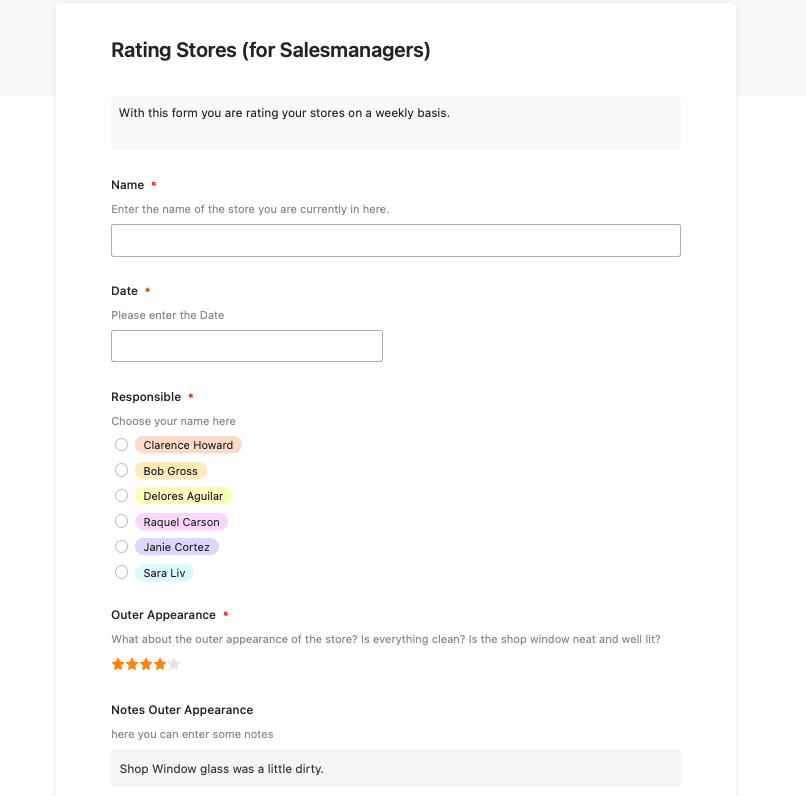 Rating Stores (for Salesmanagers)
With this form you are rating your stores on a weekly basis.
Name *
Enter the name of the store you are currently in here.
Date *
Please enter the Date
Responsible *
Choose your name here
Clarence Howard
Bob Gross
Delores Aguilar
Raquel Carson
Janie Cortez
Sara Liv
Outer Appearance *
What about the outer appearance of the store? Is everything clean? Is the shop window neat and well lit?
Notes Outer Appearance
here you can enter some notes
Shop Window glass was a little dirty.